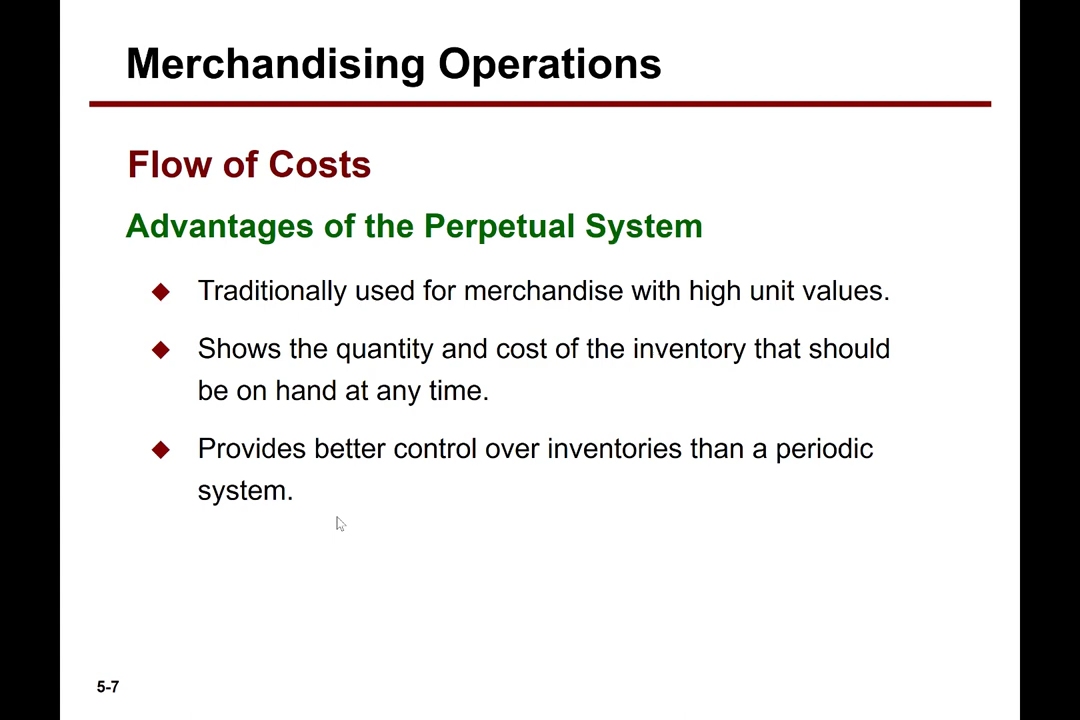 Merchandising Operations
Flow of Costs
Advantages of the Perpetual System
Traditionally used for merchandise with high unit values.
Shows the quantity and cost of the inventory that should
be on hand at any time.
Provides better control over inventories than a periodic
system.
5-7